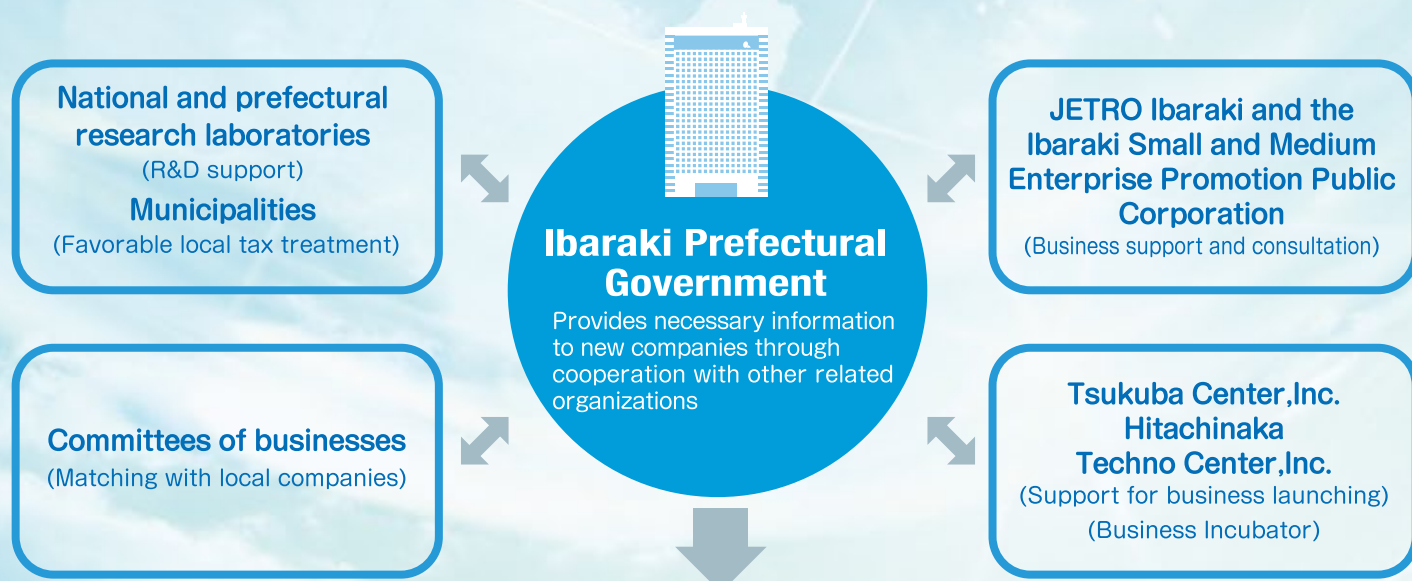 National and prefectural
research laboratories
(R&D support)
Municipalities
(Favorable local tax treatment)
Committees of businesses
(Matching with local companies)
Ibaraki Prefectural
Government
Provides necessary information
to new companies through
cooperation with other related
organizations
JETRO Ibaraki and the
Ibaraki Small and Medium
Enterprise Promotion Public
Corporation
(Business support and consultation)
Tsukuba Center,Inc.
Hitachinaka
Techno Center,Inc.
(Support for business launching)
(Business Incubator)